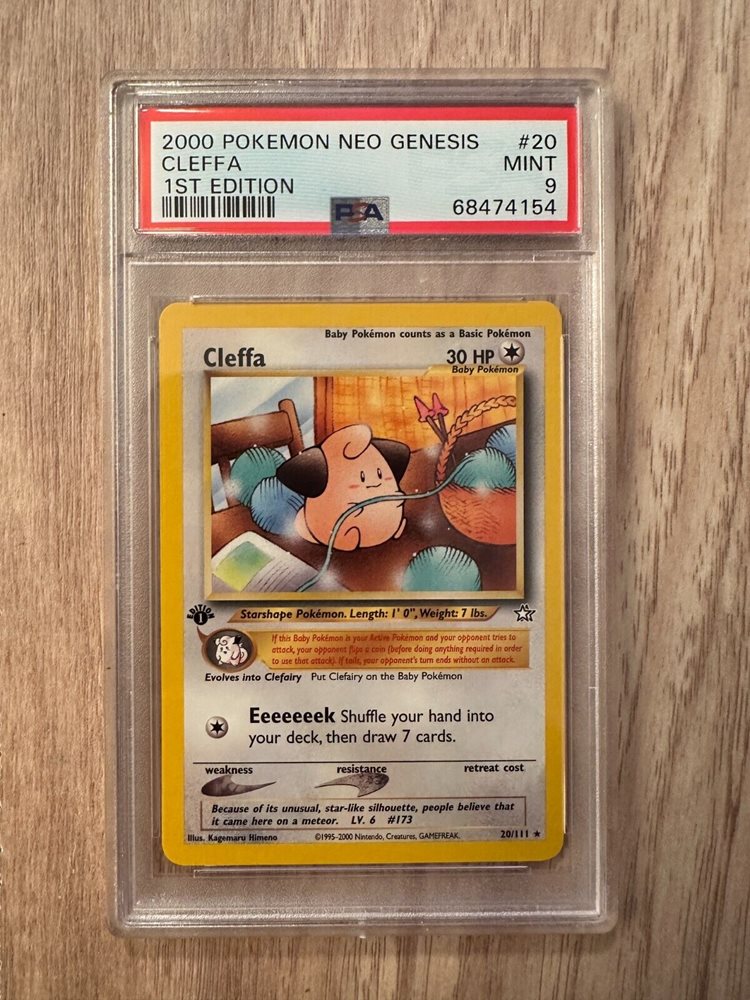 2000 POKEMON NEO GENESIS #20
CLEFFA MINT
1ST EDITION 9
PSA 68474154
Baby Pokémon counts as a Basic Pokémon
Cleffa 30 HP
Baby Pokémon
EDITION 1
Starshape Pokémon. Length: 1' 0", Weight: 7 lbs.
If this Baby Pokémon is your Active Pokémon and your opponent tries to
attack, your opponent flips a coin (before doing anything required in order
to use that attack). If tails, your opponent's turn ends without an attack.
Evolves into Clefairy Put Clefairy on the Baby Pokémon
Eeeeeeek Shuffle your hand into
your deck, then draw 7 cards.
weakness resistance retreat cost
Because of its unusual, star-like silhouette, people believe that
it came here on a meteor. LV. 6 #173
Illus. Kagemaru Himeno ©1995-2000 Nintendo, Creatures, GAMEFREAK. 20/111 ★